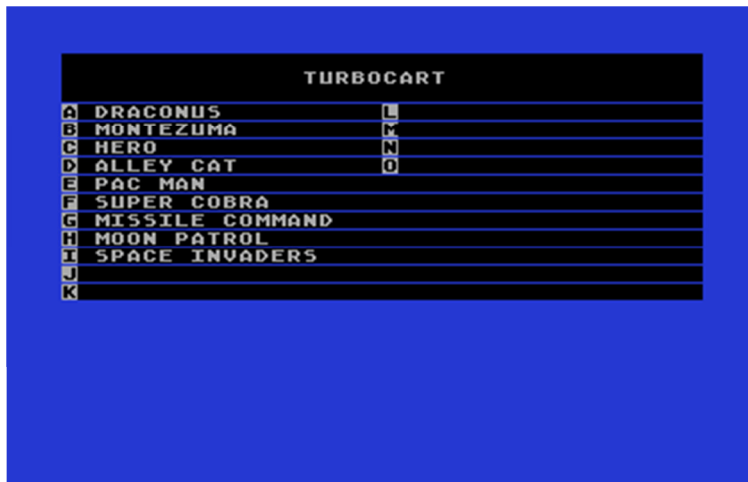 TURBOCART
A DRACONUS L
B MONTEZUMA M
C HERO N
D ALLEY CAT O
E PAC MAN
F SUPER COBRA
G MISSILE COMMAND
H MOON PATROL
I SPACE INVADERS
J
K